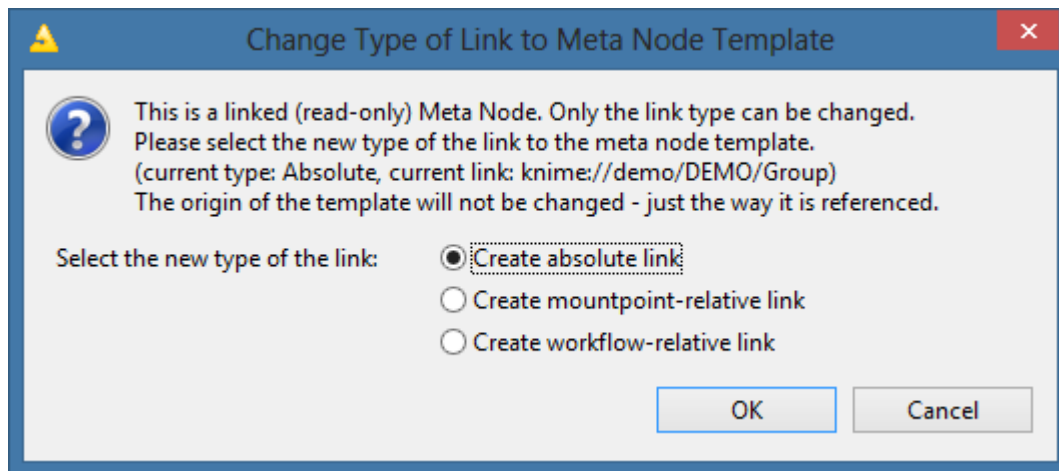 Change Type of Link to Meta Node Template
This is a linked (read-only) Meta Node. Only the link type can be changed.
Please select the new type of the link to the meta node template.
(current type: Absolute, current link: knime://demo/DEMO/Group)
The origin of the template will not be changed - just the way it is referenced.
Select the new type of the link: Create absolute link
Create mountpoint-relative link
Create workflow-relative link
OK Cancel